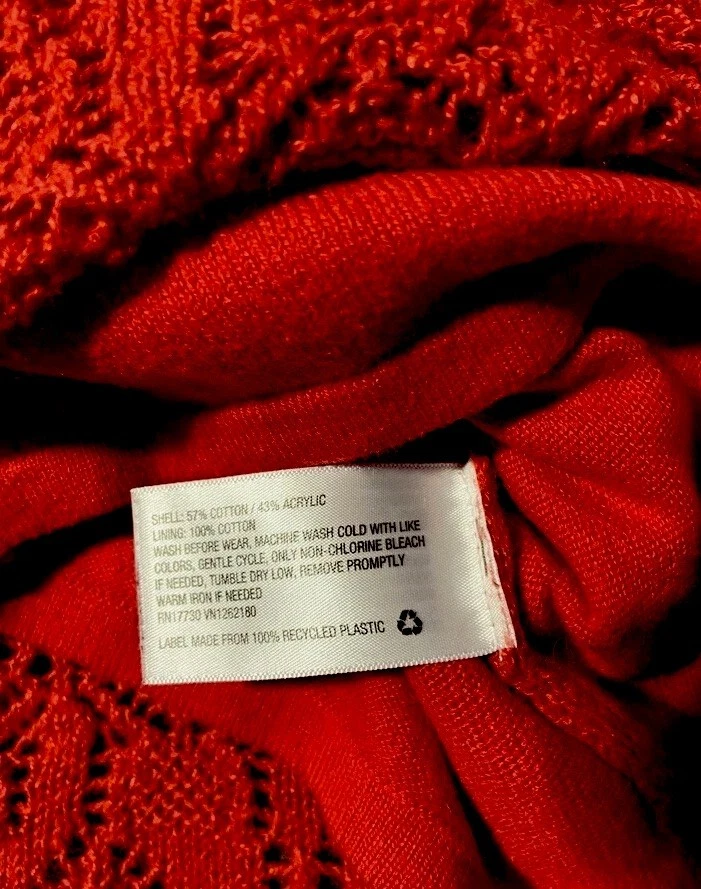 SHELL: 57% COTTON / 43% ACRYLIC
LINING: 100% COTTON
WASH BEFORE WEAR, MACHINE WASH COLD WITH LIKE
COLORS, GENTLE CYCLE, ONLY NON-CHLORINE BLEACH
IF NEEDED, TUMBLE DRY LOW, REMOVE PROMPTLY
WARM IRON IF NEEDED
RN17730 VN1262180
LABEL MADE FROM 100% RECYCLED PLASTIC